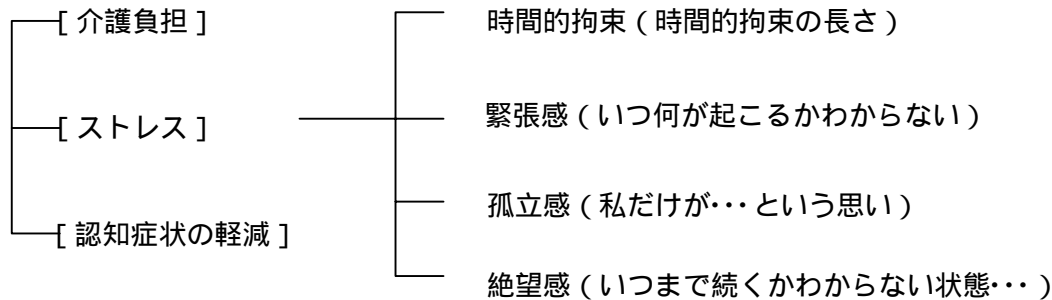 [ 介護負担 ]
[ ストレス ]
[ 認知症状の軽減 ]
時間的拘束 ( 時間的拘束の長さ )
緊張感 ( いつ何が起こるかわからない )
孤立感 ( 私だけが・・・という思い )
絶望感 ( いつまで続くかわからない状態・・・ )